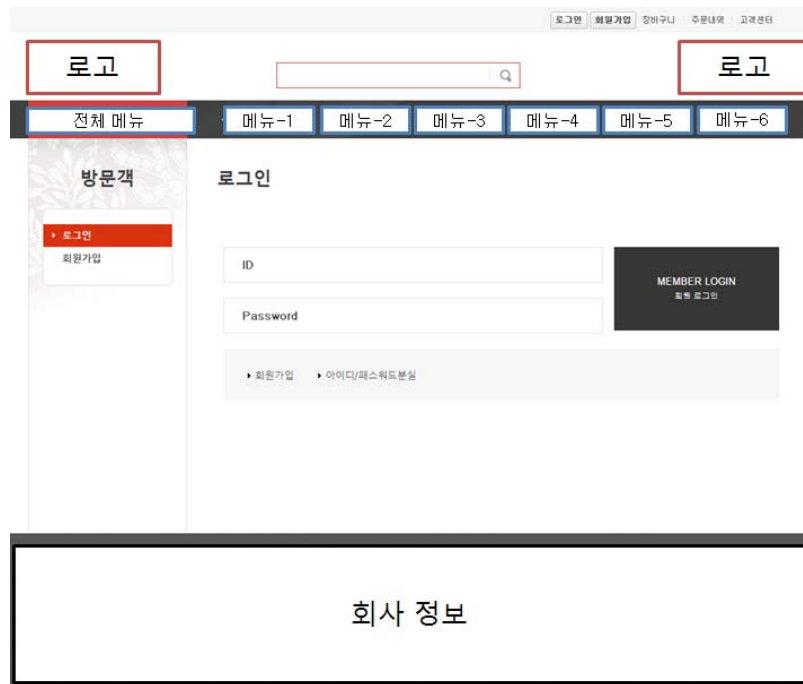 로그인 회원가입 장바구니 주문내역 고객센터
로고
로고
전체 메뉴 메뉴-1 메뉴-2 메뉴-3 메뉴-4 메뉴-5 메뉴-6
방문객
로그인
로그인
회원가입
ID
Password
MEMBER LOGIN
회원 로그인
회원가입 아이디/패스워드분실
회사 정보